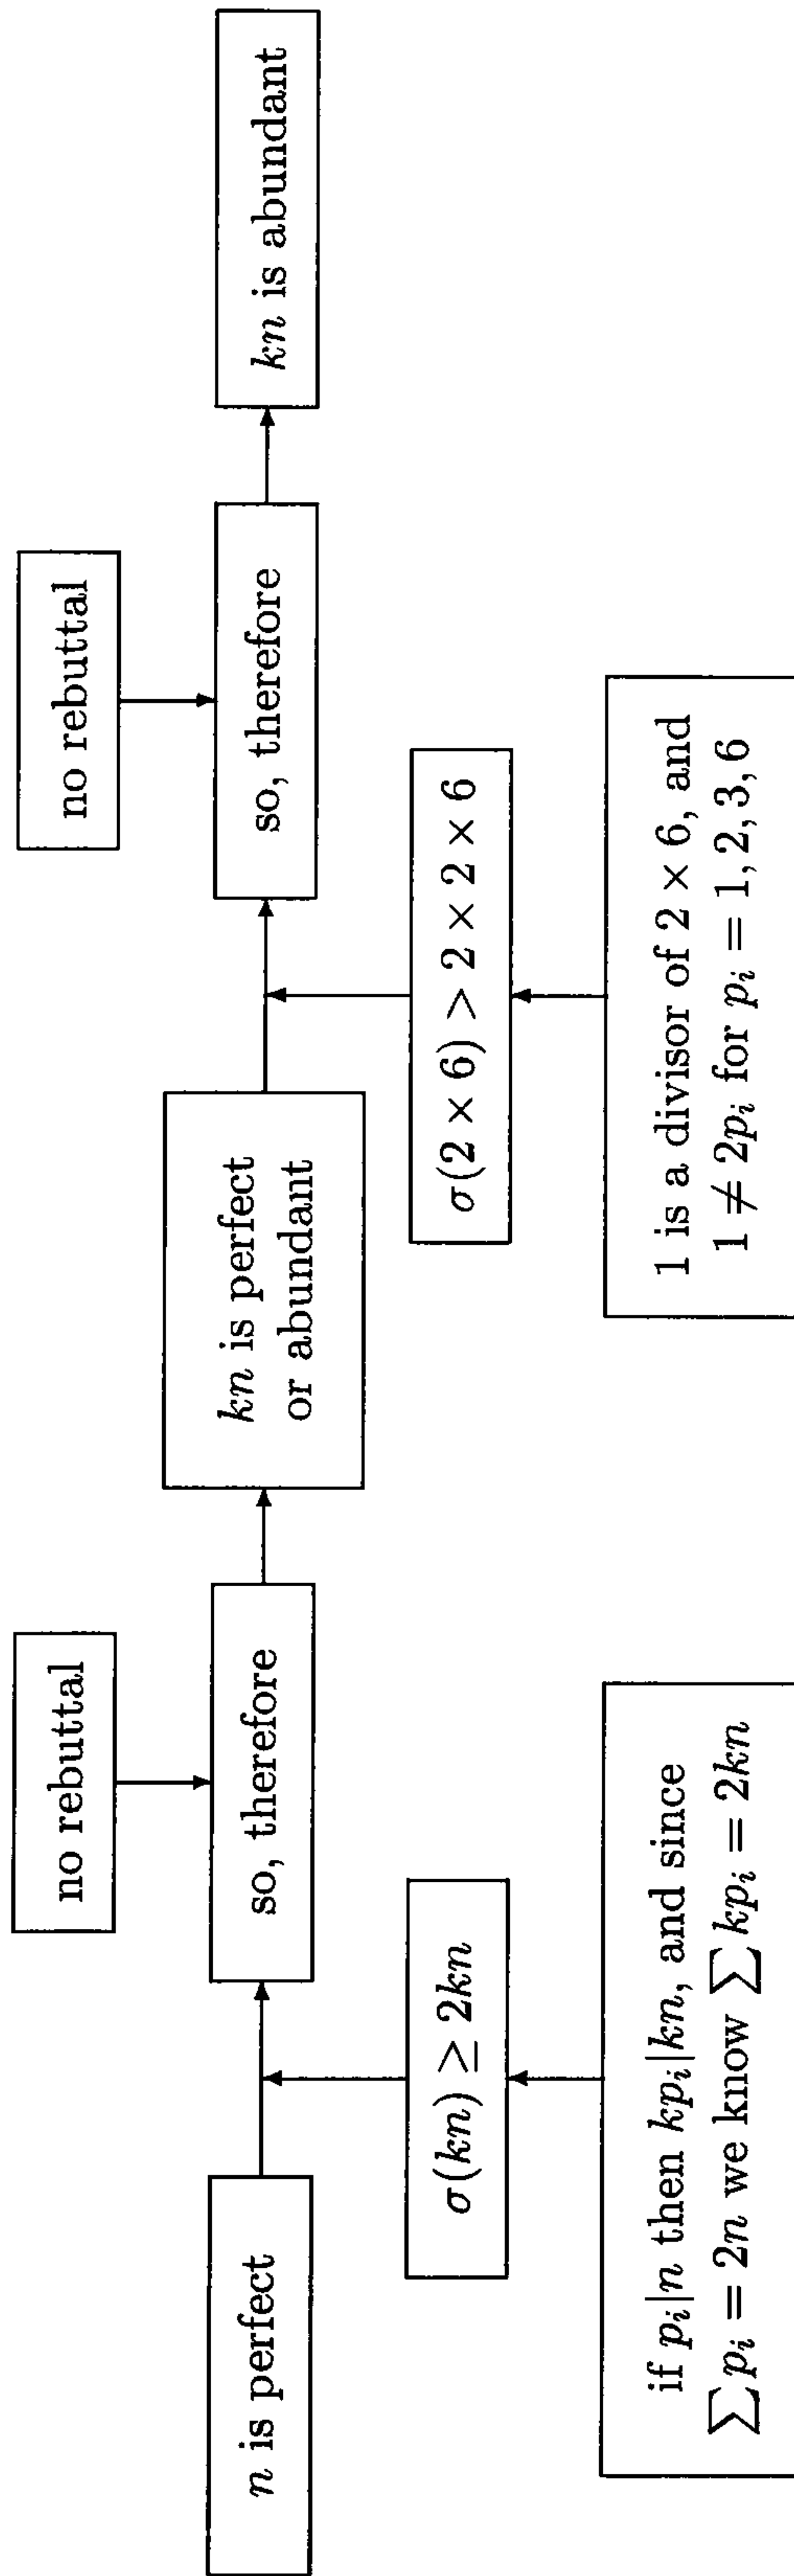 no rebuttal
no rebuttal
n is perfect
so, therefore
kn is perfect
or abundant
so, therefore
kn is abundant
σ(kn) ≥ 2kn
σ(2 × 6) > 2 × 2 × 6
if p_i|n then kp_i|kn, and since
∑ p_i = 2n we know ∑ kp_i = 2kn
1 is a divisor of 2 × 6, and
1 ≠ 2p_i for p_i = 1, 2, 3, 6